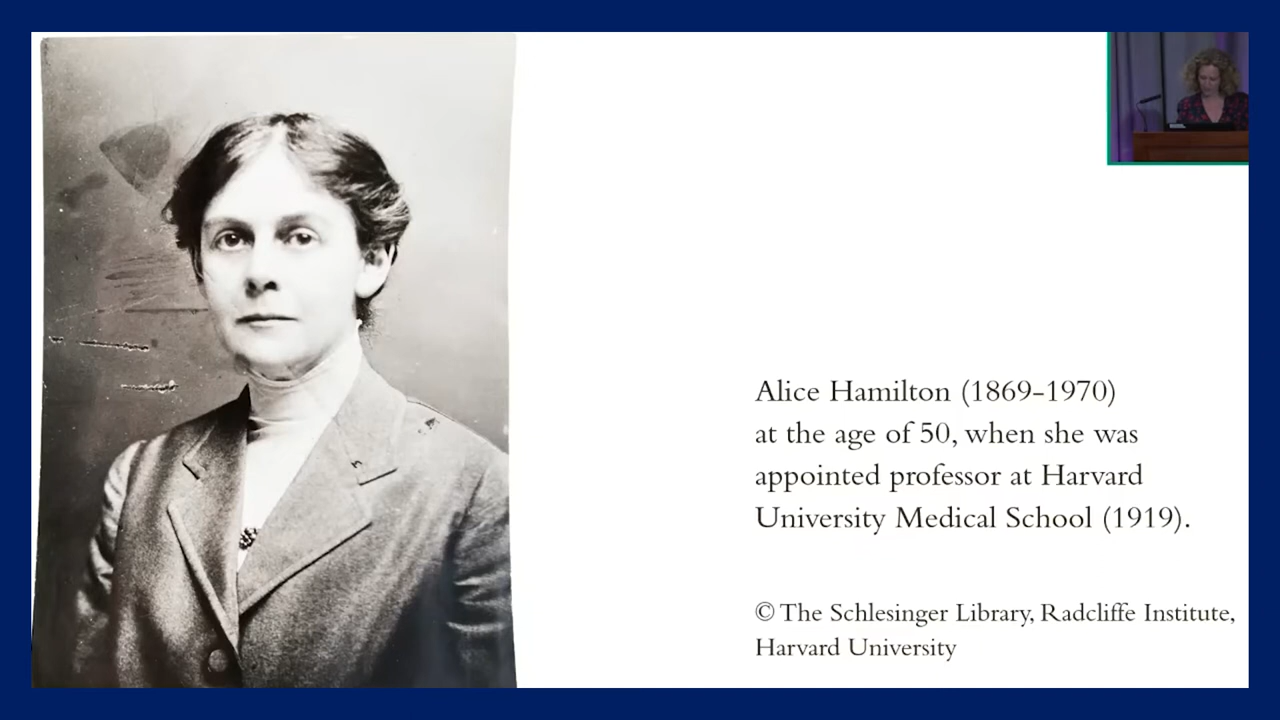 Alice Hamilton (1869-1970)
at the age of 50, when she was
appointed professor at Harvard
University Medical School (1919).
© The Schlesinger Library, Radcliffe Institute,
Harvard University